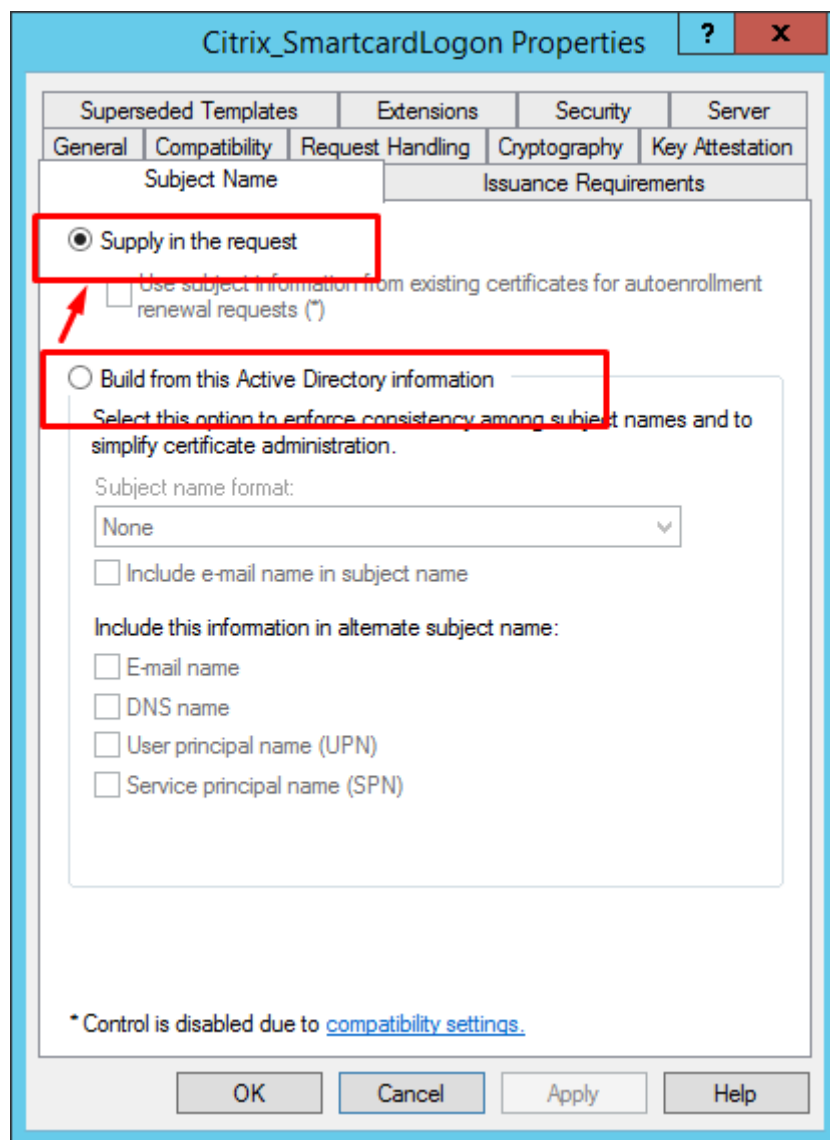 Citrix_SmartcardLogon Properties
?
x
Superseded Templates
Extensions
Security
Server
General
Compatibility
Request Handling
Cryptography
Key Attestation
Subject Name
Issuance Requirements
Supply in the request
Use subject information from existing certificates for autoenrollment
renewal requests (*)
Build from this Active Directory information
Select this option to enforce consistency among subject names and to
simplify certificate administration.
Subject name format:
None
Include e-mail name in subject name
Include this information in alternate subject name:
E-mail name
DNS name
User principal name (UPN)
Service principal name (SPN)
* Control is disabled due to compatibility settings.
OK
Cancel
Apply
Help